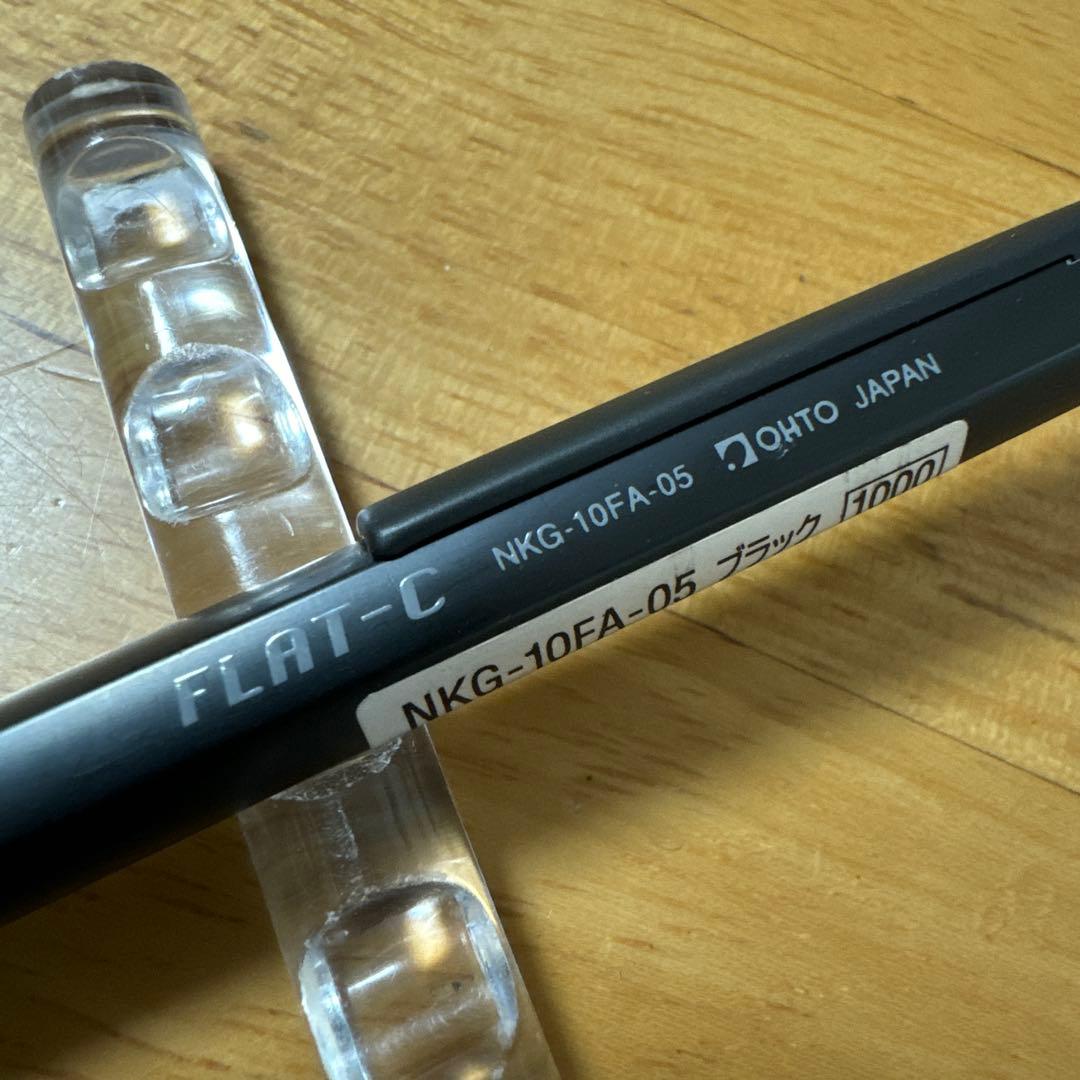 FLAT-C
NKG-10FA-05 OHTO JAPAN
NKG-10FA-05 ブラック 1000